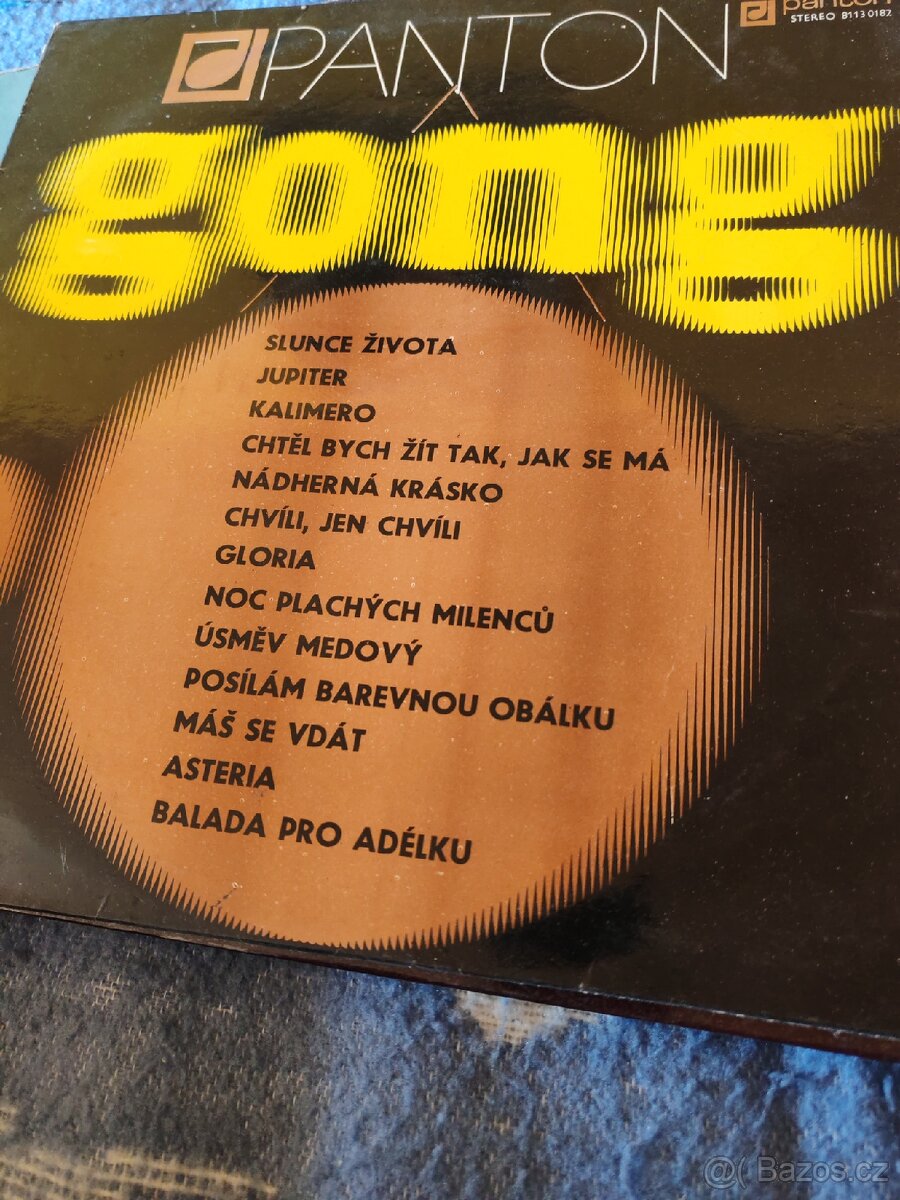 PANTON
panton
STEREO 8113 0182
gong
SLUNCE ŽIVOTA
JUPITER
KALIMERO
CHTĚL BYCH ŽÍT TAK, JAK SE MÁ
NÁDHERNÁ KRÁSKO
CHVÍLI, JEN CHVÍLI
GLORIA
NOC PLACHÝCH MILENCŮ
ÚSMĚV MEDOVÝ
POSÍLÁM BAREVNOU OBÁLKU
MÁŠ SE VDÁT
ASTERIA
BALADA PRO ADÉLKU
@( Bazos.cz